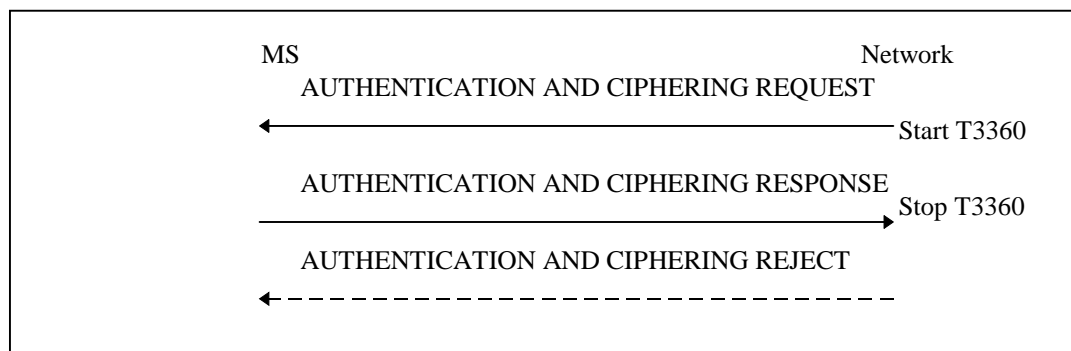 MS Network
AUTHENTICATION AND CIPHERING REQUEST
Start T3360
AUTHENTICATION AND CIPHERING RESPONSE
Stop T3360
AUTHENTICATION AND CIPHERING REJECT